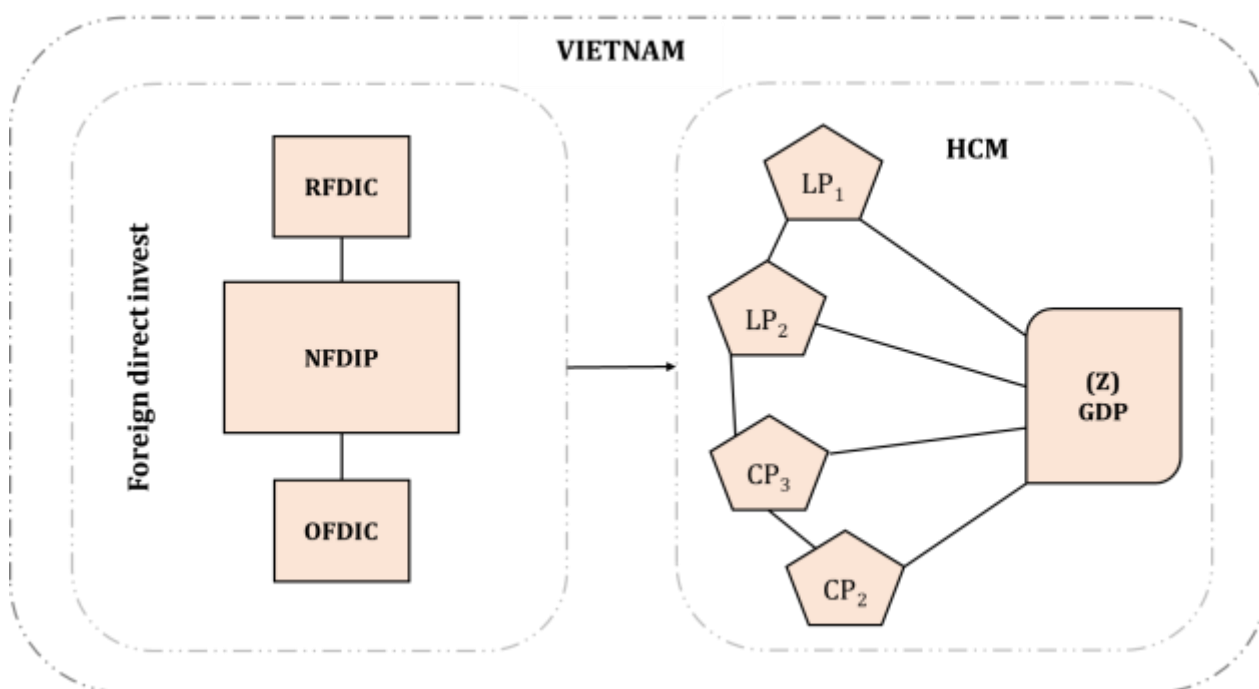 VIETNAM
Foreign direct invest
RFDIC
NFDIP
OFDIC
HCM
LP₁
LP₂
CP₃
CP₂
(Z)
GDP